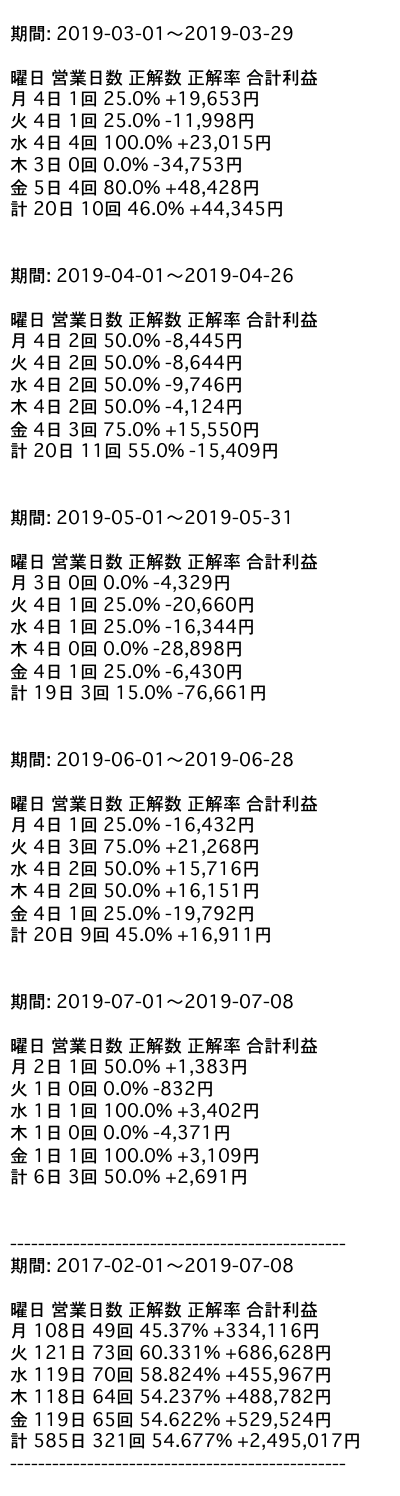 期間: 2019-03-01〜2019-03-29
曜日 営業日数 正解数 正解率 合計利益
月 4日 1回 25.0% +19,653円
火 4日 1回 25.0% -11,998円
水 4日 4回 100.0% +23,015円
木 3日 0回 0.0% -34,753円
金 5日 4回 80.0% +48,428円
計 20日 10回 46.0% +44,345円
期間: 2019-04-01〜2019-04-26
曜日 営業日数 正解数 正解率 合計利益
月 4日 2回 50.0% -8,445円
火 4日 2回 50.0% -8,644円
水 4日 2回 50.0% -9,746円
木 4日 2回 50.0% -4,124円
金 4日 3回 75.0% +15,550円
計 20日 11回 55.0% -15,409円
期間: 2019-05-01〜2019-05-31
曜日 営業日数 正解数 正解率 合計利益
月 3日 0回 0.0% -4,329円
火 4日 1回 25.0% -20,660円
水 4日 1回 25.0% -16,344円
木 4日 0回 0.0% -28,898円
金 4日 1回 25.0% -6,430円
計 19日 3回 15.0% -76,661円
期間: 2019-06-01〜2019-06-28
曜日 営業日数 正解数 正解率 合計利益
月 4日 1回 25.0% -16,432円
火 4日 3回 75.0% +21,268円
水 4日 2回 50.0% +15,716円
木 4日 2回 50.0% +16,151円
金 4日 1回 25.0% -19,792円
計 20日 9回 45.0% +16,911円
期間: 2019-07-01〜2019-07-08
曜日 営業日数 正解数 正解率 合計利益
月 2日 1回 50.0% +1,383円
火 1日 0回 0.0% -832円
水 1日 1回 100.0% +3,402円
木 1日 0回 0.0% -4,371円
金 1日 1回 100.0% +3,109円
計 6日 3回 50.0% +2,691円
------------------------------------------------
期間: 2017-02-01〜2019-07-08
曜日 営業日数 正解数 正解率 合計利益
月 108日 49回 45.37% +334,116円
火 121日 73回 60.331% +686,628円
水 119日 70回 58.824% +455,967円
木 118日 64回 54.237% +488,782円
金 119日 65回 54.622% +529,524円
計 585日 321回 54.677% +2,495,017円
------------------------------------------------